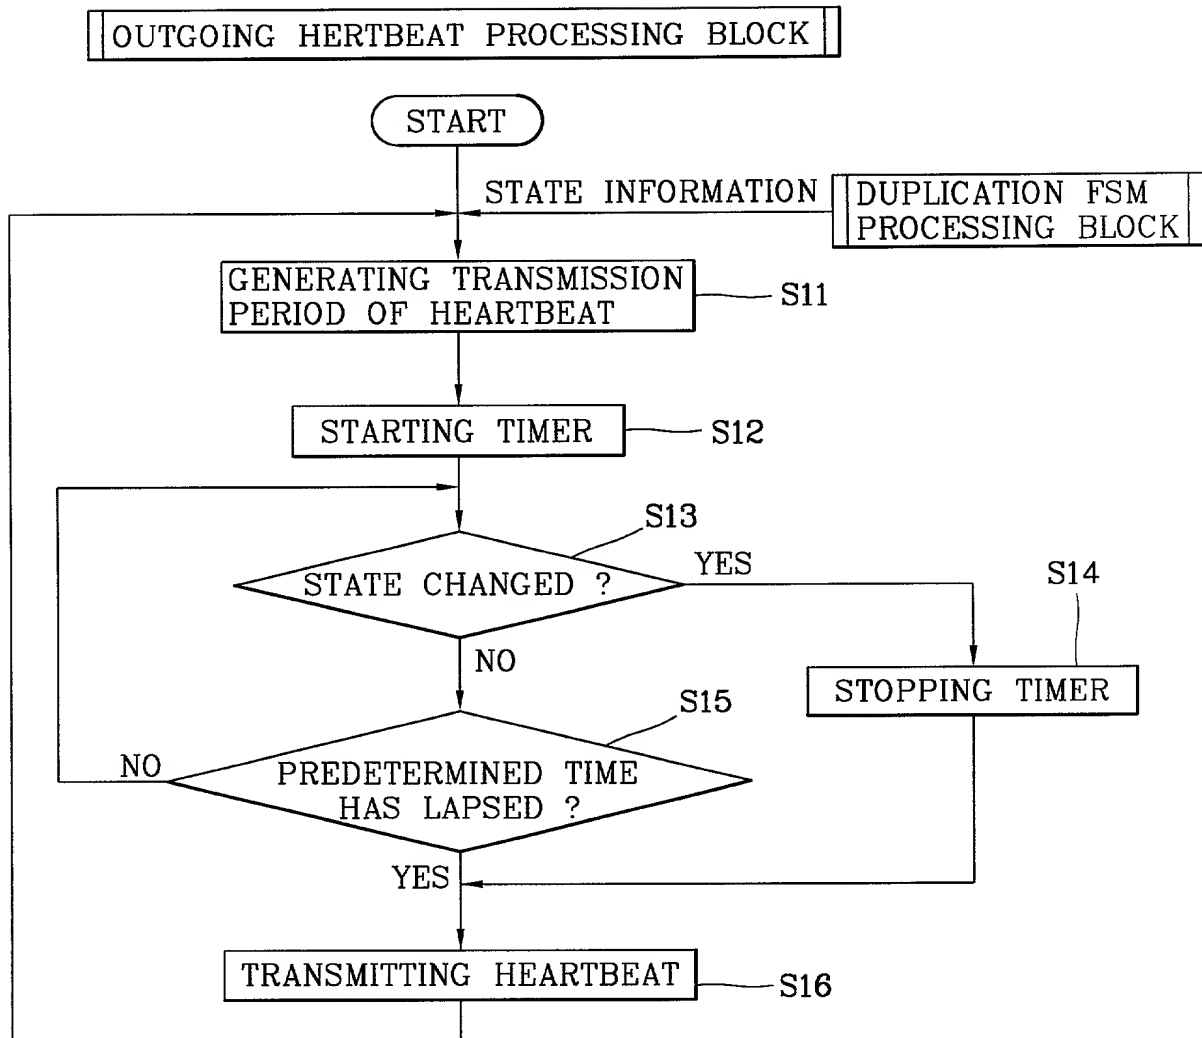 OUTGOING HERTBEAT PROCESSING BLOCK
START
STATE INFORMATION
DUPLICATION FSM
PROCESSING BLOCK
GENERATING TRANSMISSION
PERIOD OF HEARTBEAT
S11
STARTING TIMER
S12
S13
STATE CHANGED ?
YES
S14
NO
STOPPING TIMER
S15
NO
PREDETERMINED TIME
HAS LAPSED ?
YES
TRANSMITTING HEARTBEAT
S16